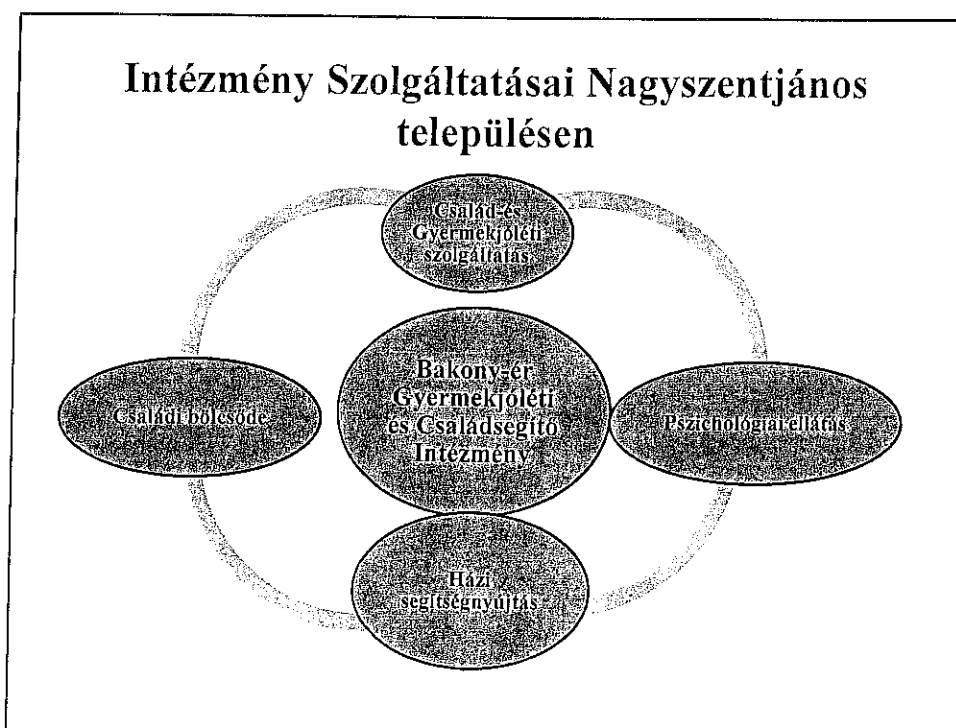 Intézmény Szolgáltatásai Nagyszentjános
településen
Család-és
Gyermekjóléti
szolgáltatás
Bakony-ér
Gyermekjóléti
és Családsegítő
Intézmény
Családi bölcsőde
Pszichológiai ellátás
Házi
segítségnyújtás